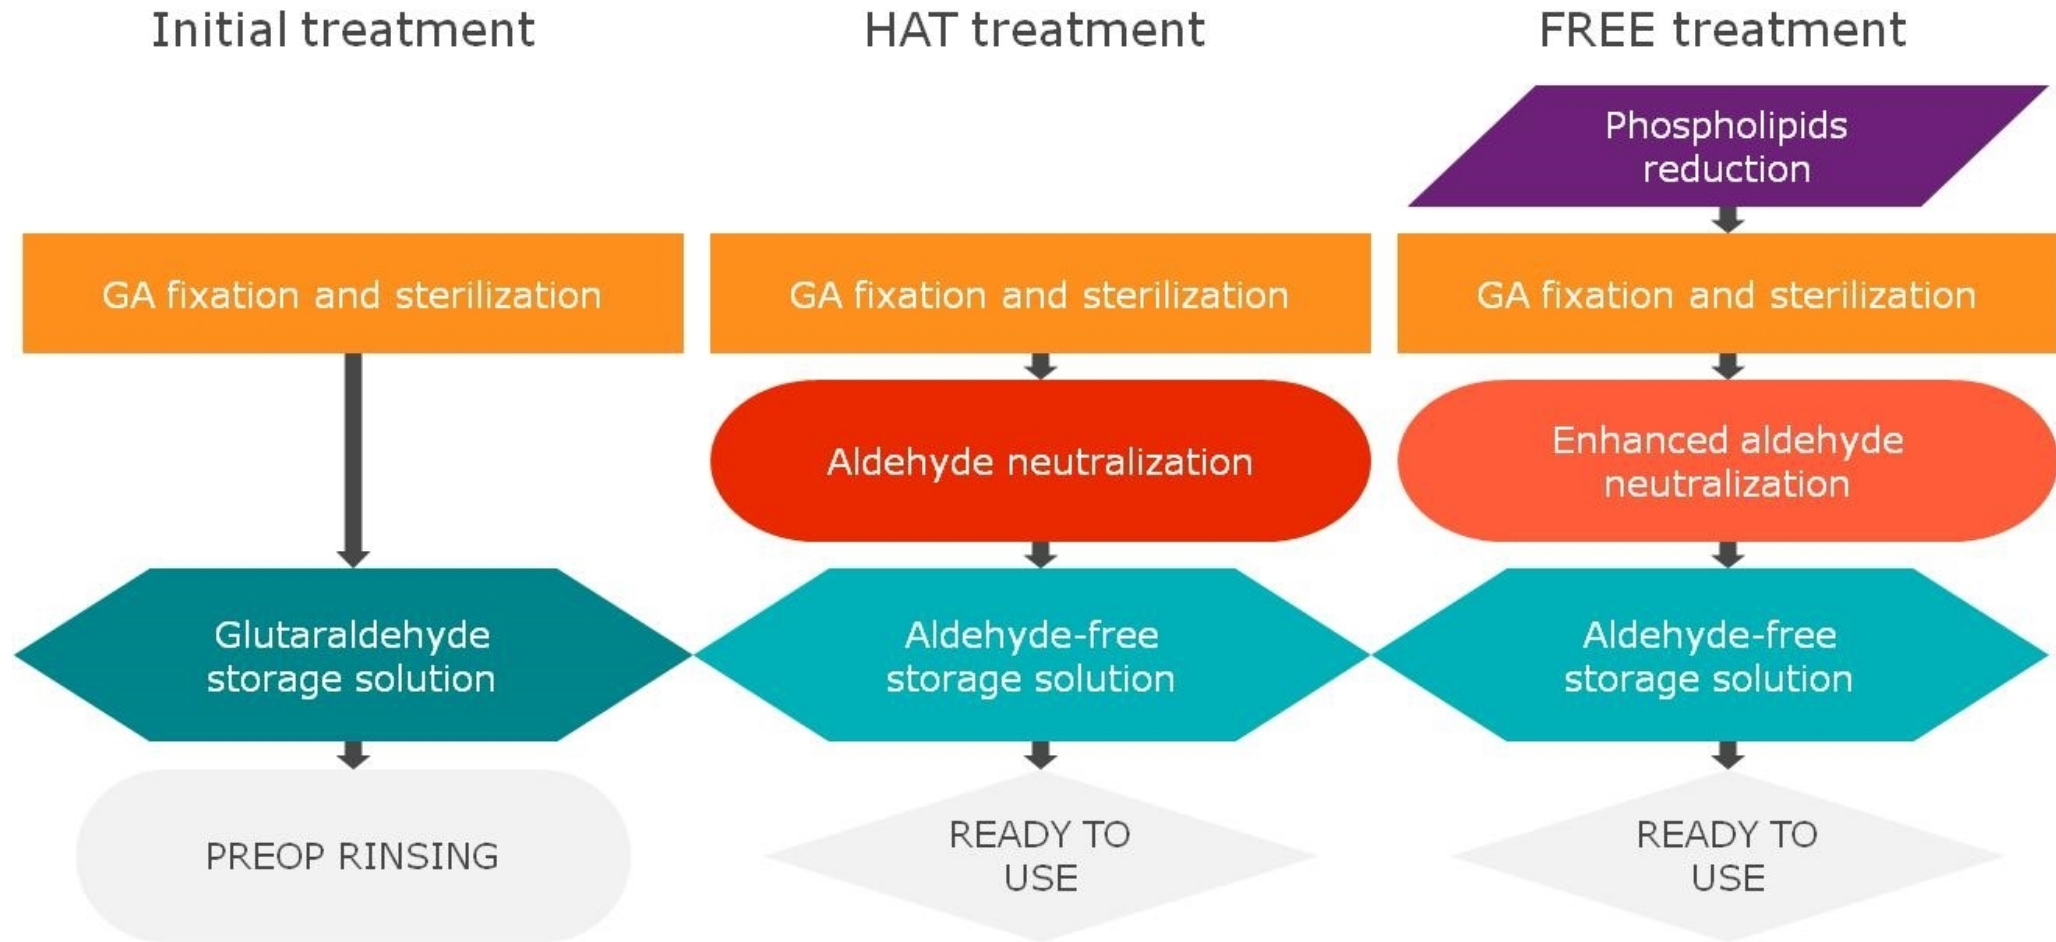 Initial treatment
HAT treatment
FREE treatment
Phospholipids
reduction
GA fixation and sterilization
GA fixation and sterilization
GA fixation and sterilization
Aldehyde neutralization
Enhanced aldehyde
neutralization
Glutaraldehyde
storage solution
Aldehyde-free
storage solution
Aldehyde-free
storage solution
PREOP RINSING
READY TO
USE
READY TO
USE